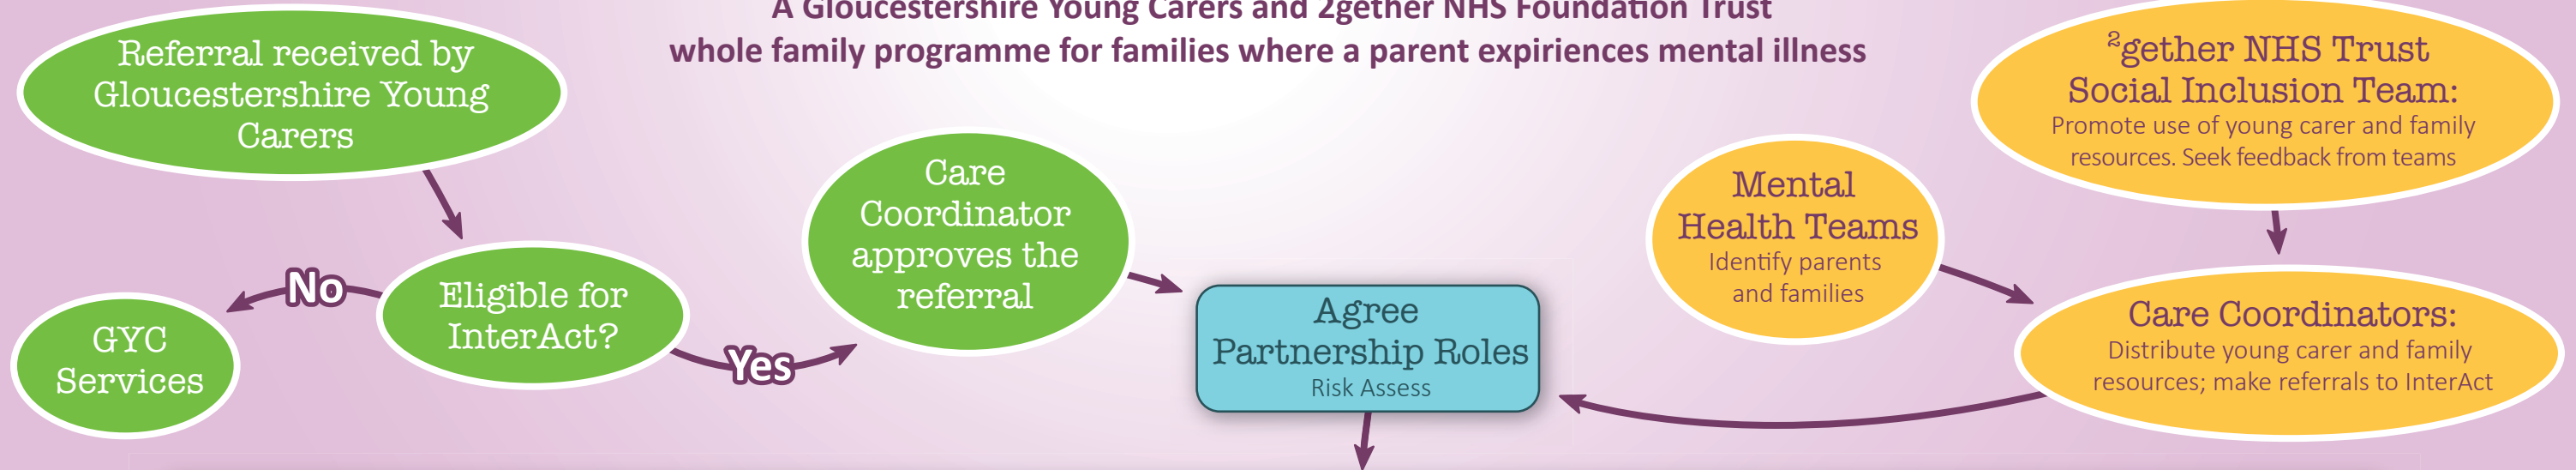 A Gloucestershire Young Carers and 2gether NHS Foundation Trust
whole family programme for families where a parent expiriences mental illness
Referral received by
Gloucestershire Young
Carers
Eligible for
InterAct?
No
GYC
Services
Yes
Care
Coordinator
approves the
referral
Agree
Partnership Roles
Risk Assess
Mental
Health Teams
Identify parents
and families
²gether NHS Trust
Social Inclusion Team:
Promote use of young carer and family
resources. Seek feedback from teams
Care Coordinators:
Distribute young carer and family
resources; make referrals to InterAct